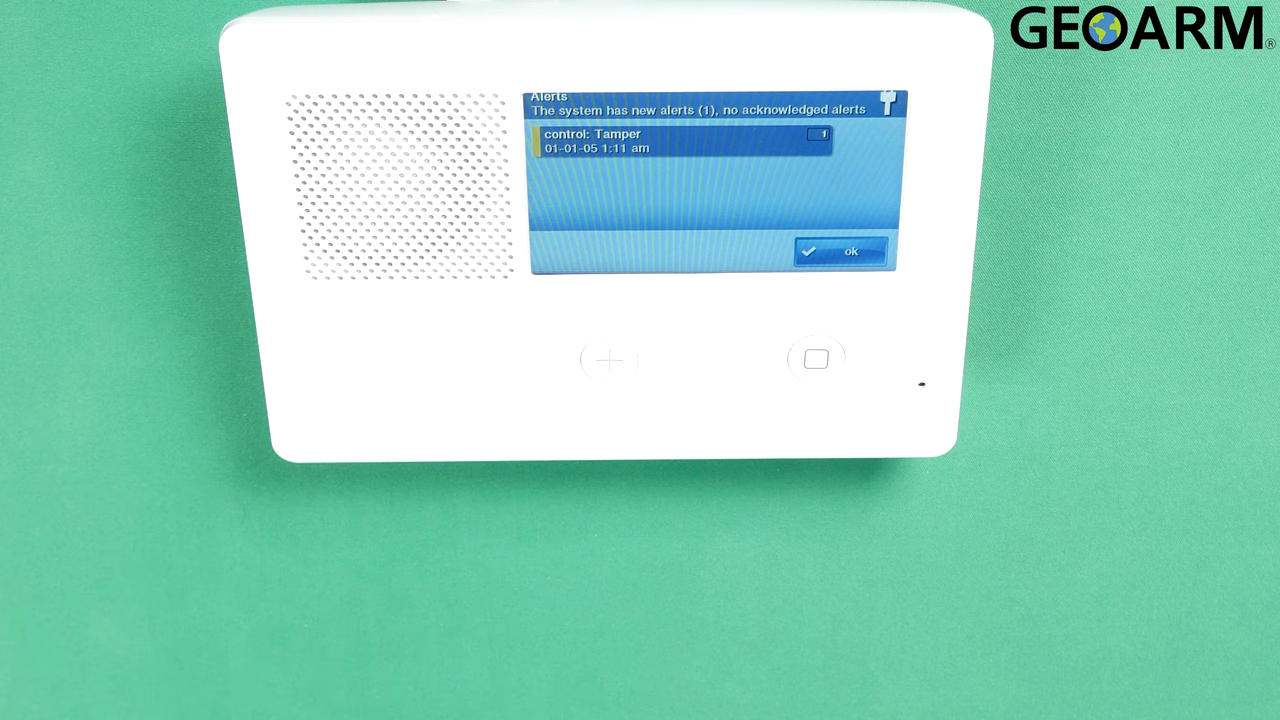 GEOARM®
Alerts
The system has new alerts (1), no acknowledged alerts
control: Tamper
1
01-01-05 1:11 am
ok